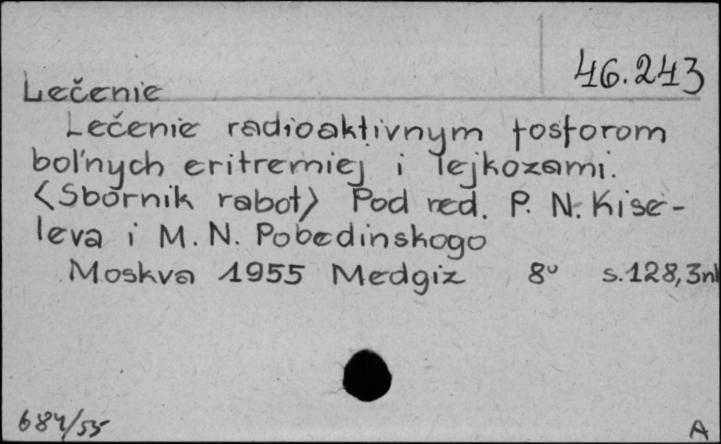 46.243
Lečenie
Lečenie radioaktivnym fosforom
bol'nych eritremiej i lejkozami.
<Sbornik rabot> Pod red. P. N. Kise-
leva i M. N. Pobedinskogo
Moskva 1955 Medgiz 8° s.128,3nl
684/55 A